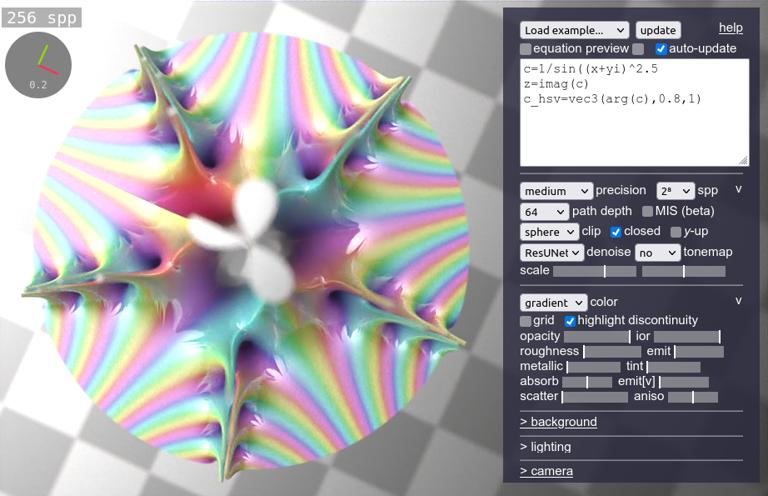 256 spp
0.2
Load example... update help
equation preview auto-update
c=1/sin((x+yi)^2.5
z=imag(c)
c_hsv=vec3(arg(c),0.8,1)
medium precision 2⁸ spp v
64 path depth MIS (beta)
sphere clip closed y-up
ResUNet denoise no tonemap
scale
gradient color v
grid highlight discontinuity
opacity ior
roughness emit
metallic tint
absorb emit[v]
scatter aniso
> background
> lighting
> camera